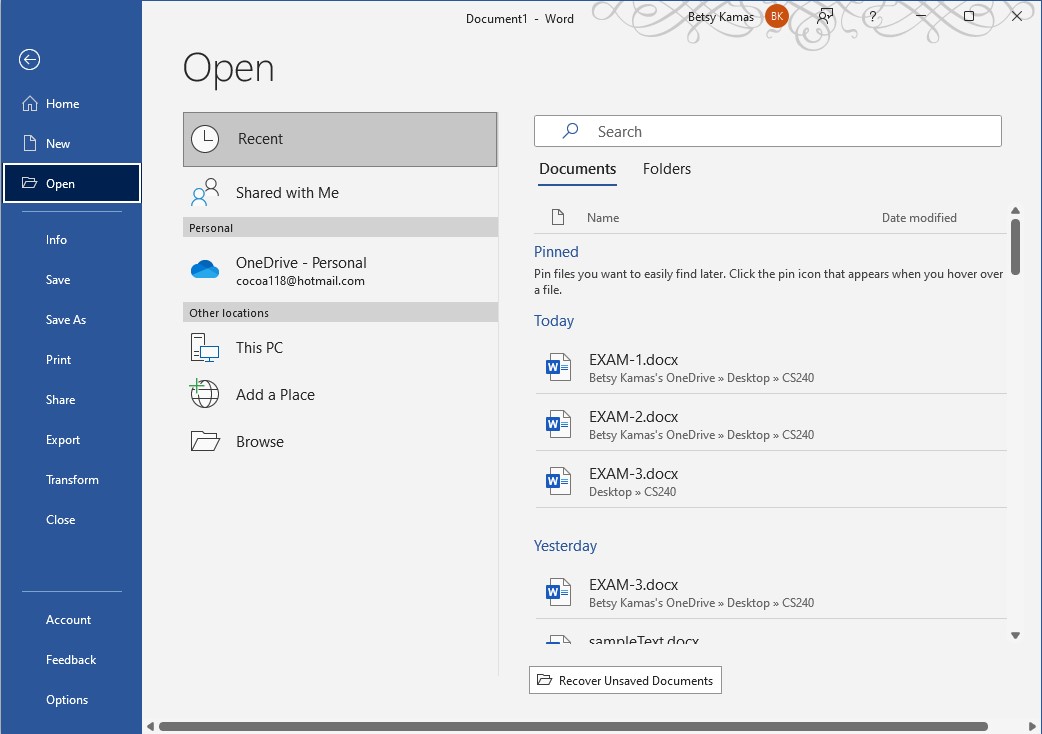 Document1 - Word
Betsy Kamas
BK
?
Home
New
Open
Info
Save
Save As
Print
Share
Export
Transform
Close
Account
Feedback
Options
Open
Recent
Shared with Me
Personal
OneDrive - Personal
cocoa118@hotmail.com
Other locations
This PC
Add a Place
Browse
Search
Documents Folders
Name Date modified
Pinned
Pin files you want to easily find later. Click the pin icon that appears when you hover over
a file.
Today
W
EXAM-1.docx
Betsy Kamas's OneDrive » Desktop » CS240
W
EXAM-2.docx
Betsy Kamas's OneDrive » Desktop » CS240
W
EXAM-3.docx
Desktop » CS240
Yesterday
W
EXAM-3.docx
Betsy Kamas's OneDrive » Desktop » CS240
sampleText.docx
Recover Unsaved Documents